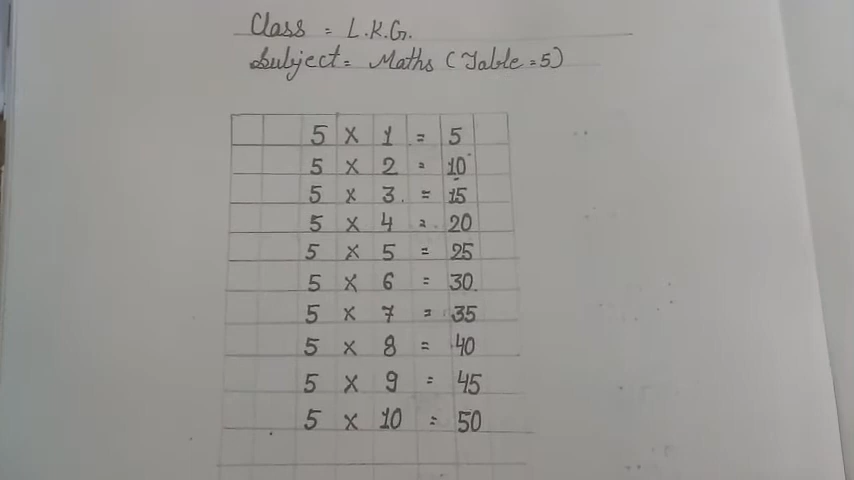 Class = L.K.G.
Subject = Maths (Table = 5)
5 × 1 = 5
5 × 2 = 10
5 × 3 = 15
5 × 4 = 20
5 × 5 = 25
5 × 6 = 30
5 × 7 = 35
5 × 8 = 40
5 × 9 = 45
5 × 10 = 50